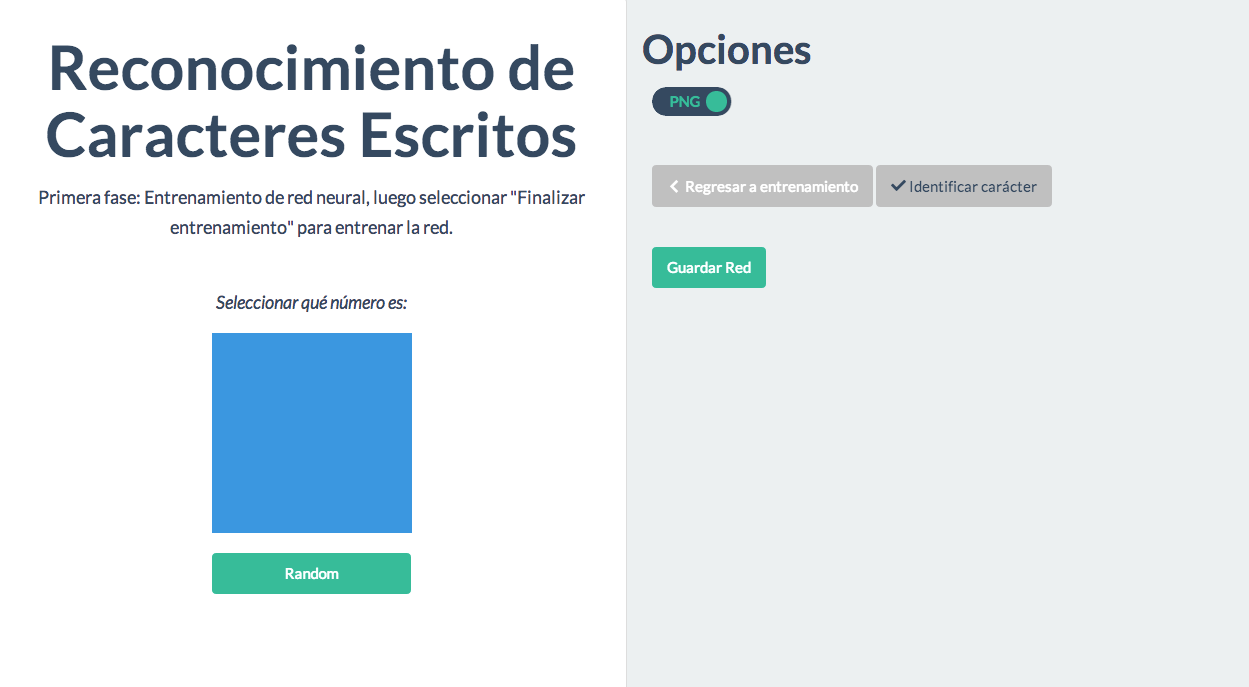 Reconocimiento de
Caracteres Escritos
Primera fase: Entrenamiento de red neural, luego seleccionar "Finalizar
entrenamiento" para entrenar la red.
Seleccionar qué número es:
Random
Opciones
PNG
Regresar a entrenamiento
Identificar carácter
Guardar Red